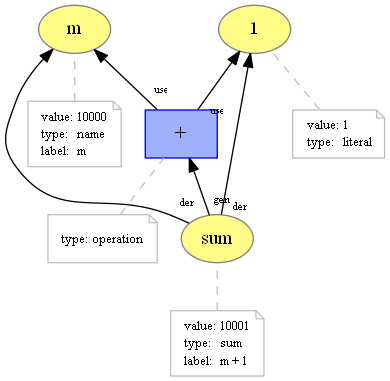 m
1
use
value: 10000
type: name
label: m
use
value: 1
type: literal
+
der
gen
der
type: operation
sum
value: 10001
type: sum
label: m + 1